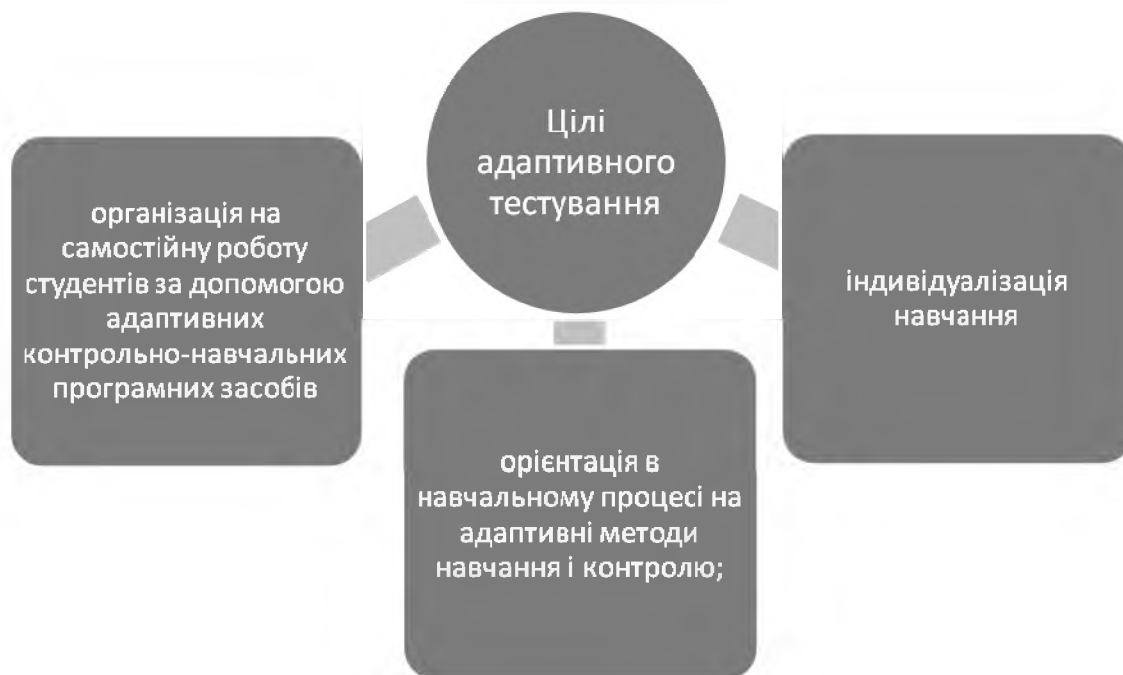 Цілі
адаптивного
тестування
організація на
самостійну роботу
студентів за допомогою
адаптивних
контрольно-навчальних
програмних засобів
орієнтація в
навчальному процесі на
адаптивні методи
навчання і контролю;
індивідуалізація
навчання